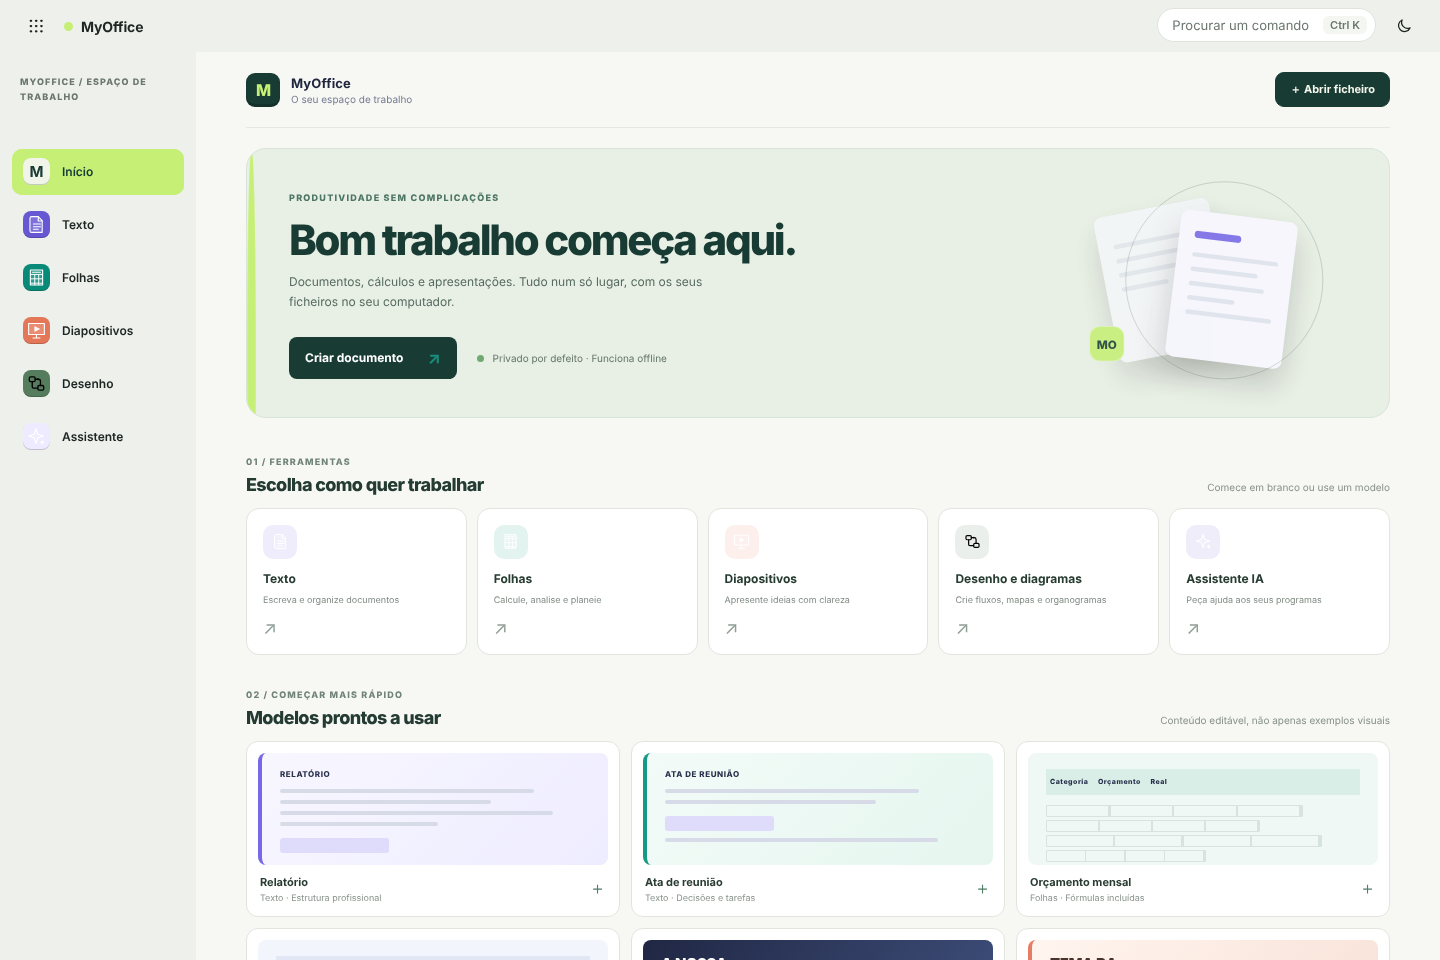 MyOffice
Procurar um comando Ctrl K
MYOFFICE / ESPAÇO DE
TRABALHO
M Início
Texto
Folhas
Diapositivos
Desenho
Assistente
M MyOffice
O seu espaço de trabalho
+ Abrir ficheiro
PRODUTIVIDADE SEM COMPLICAÇÕES
Bom trabalho começa aqui.
Documentos, cálculos e apresentações. Tudo num só lugar, com os seus
ficheiros no seu computador.
Criar documento
Privado por defeito · Funciona offline
MO
01 / FERRAMENTAS
Escolha como quer trabalhar
Comece em branco ou use um modelo
Texto
Escreva e organize documentos
Folhas
Calcule, analise e planeie
Diapositivos
Apresente ideias com clareza
Desenho e diagramas
Crie fluxos, mapas e organogramas
Assistente IA
Peça ajuda aos seus programas
02 / COMEÇAR MAIS RÁPIDO
Modelos prontos a usar
Conteúdo editável, não apenas exemplos visuais
RELATÓRIO
Relatório
Texto · Estrutura profissional
ATA DE REUNIÃO
Ata de reunião
Texto · Decisões e tarefas
Categoria Orçamento Real
Orçamento mensal
Folhas · Fórmulas incluídas